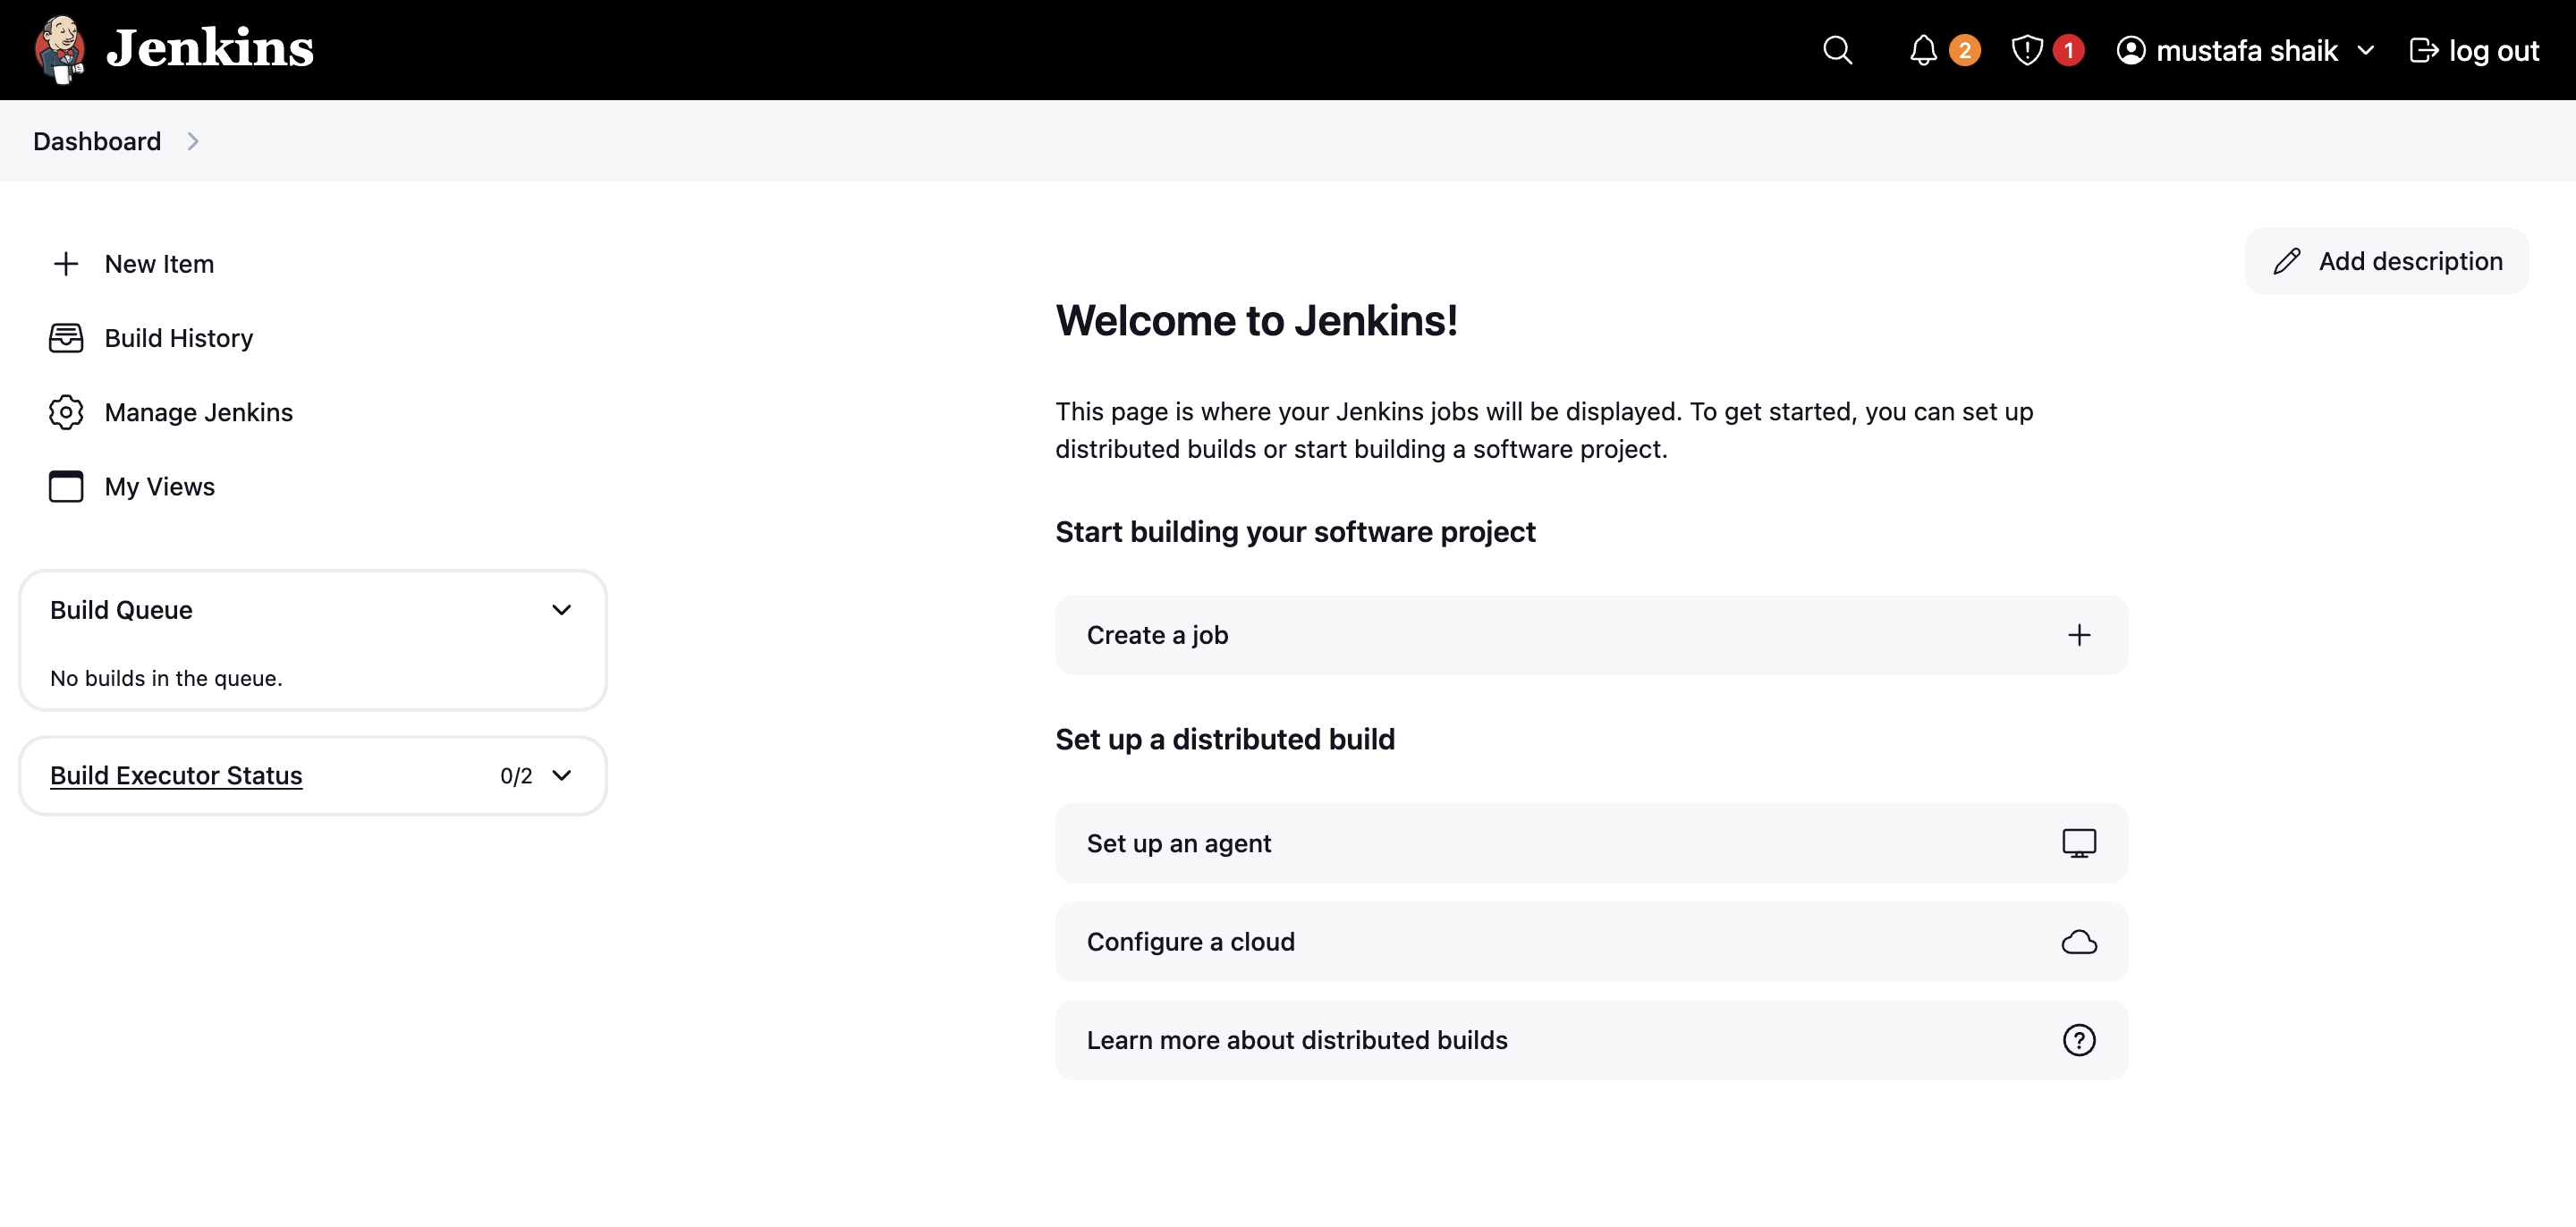 Jenkins
2
1
mustafa shaik
log out
Dashboard
New Item
Build History
Manage Jenkins
My Views
Build Queue
No builds in the queue.
Build Executor Status
0/2
Add description
Welcome to Jenkins!
This page is where your Jenkins jobs will be displayed. To get started, you can set up
distributed builds or start building a software project.
Start building your software project
Create a job
Set up a distributed build
Set up an agent
Configure a cloud
Learn more about distributed builds